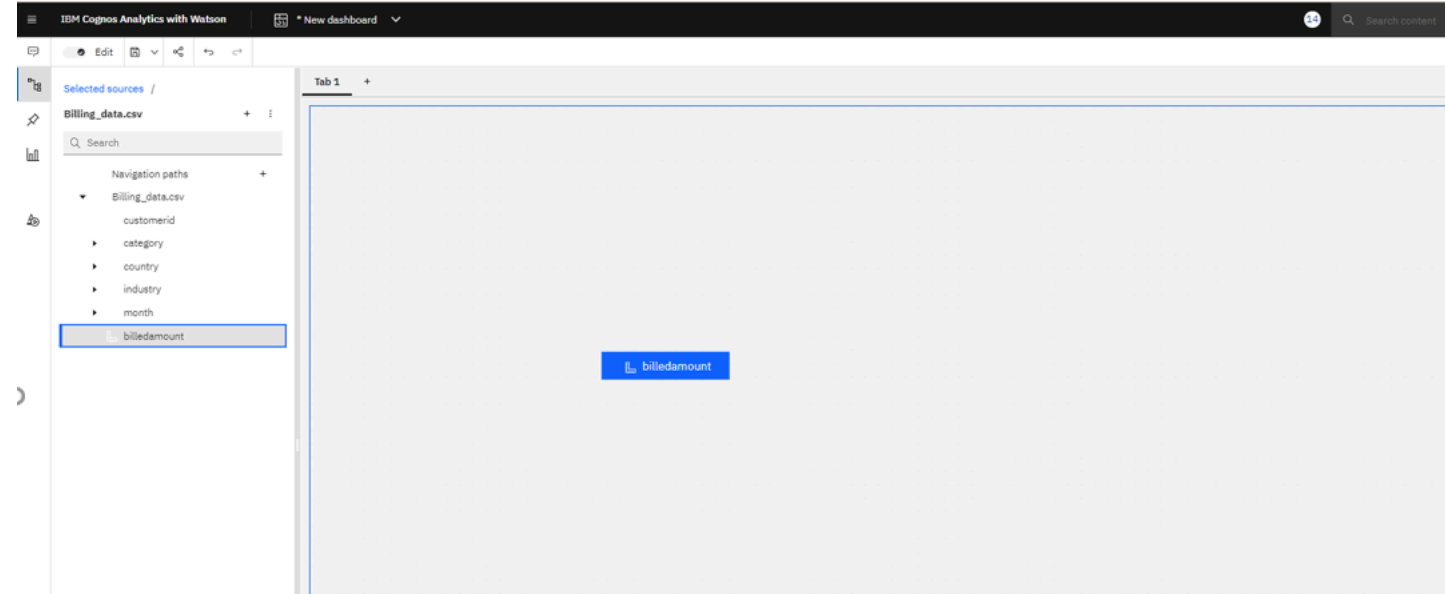 IBM Cognos Analytics with Watson
* New dashboard
14
Search content
Edit
Selected sources /
Billing_data.csv
Search
Navigation paths
Billing_data.csv
customerid
category
country
industry
month
billedamount
Tab 1
billedamount